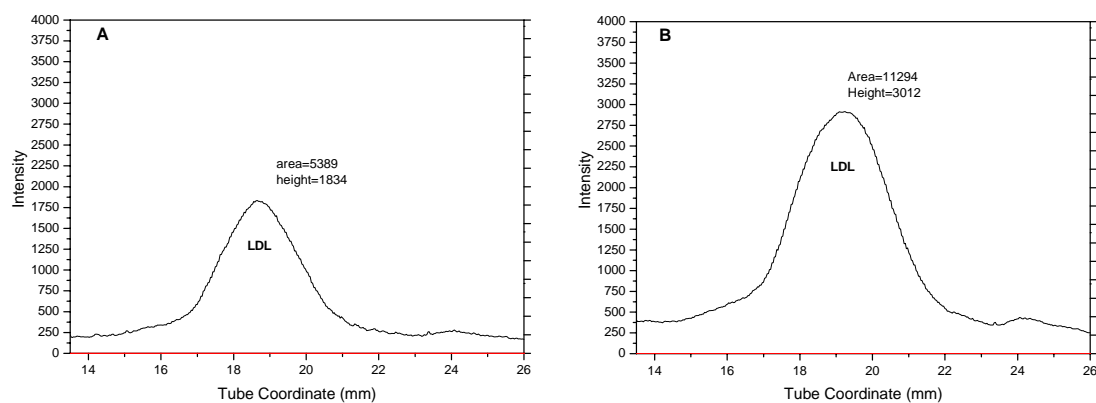 A
4000
3750
3500
3250
3000
2750
2500
2250
2000
1750
1500
1250
1000
750
500
250
0
Intensity
area=5389
height=1834
LDL
14 16 18 20 22 24 26
Tube Coordinate (mm)
B
4000
3750
3500
3250
3000
2750
2500
2250
2000
1750
1500
1250
1000
750
500
250
0
Intensity
Area=11294
Height=3012
LDL
14 16 18 20 22 24 26
Tube Coordinate (mm)